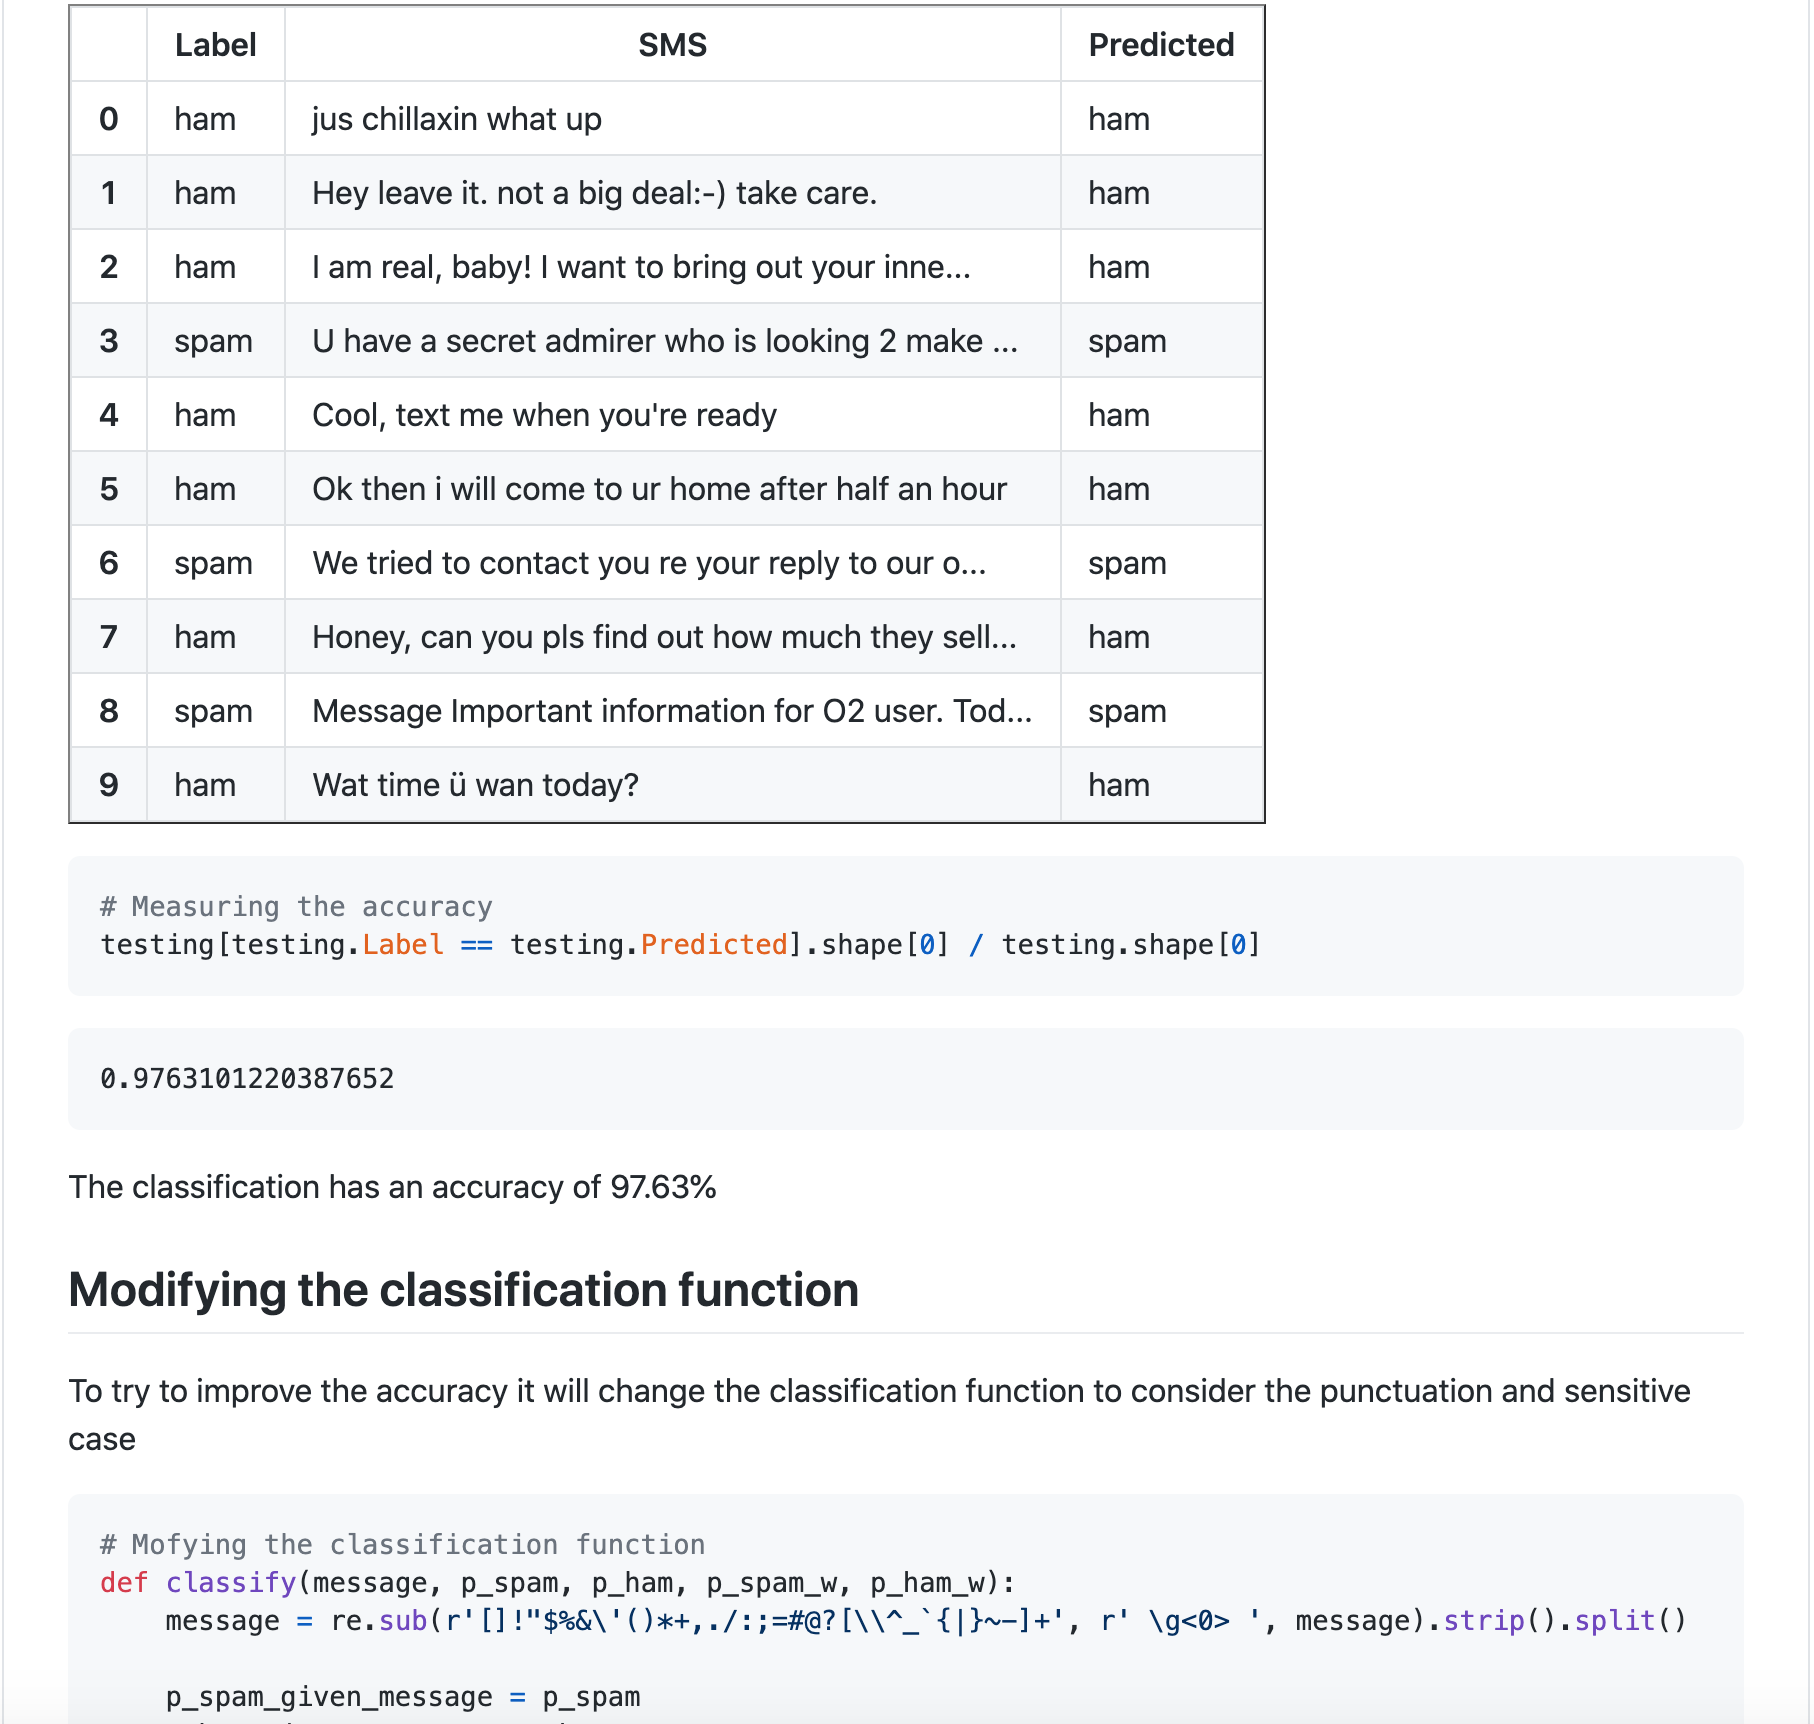 Label SMS Predicted
0 ham jus chillaxin what up ham
1 ham Hey leave it. not a big deal:-) take care. ham
2 ham I am real, baby! I want to bring out your inne... ham
3 spam U have a secret admirer who is looking 2 make ... spam
4 ham Cool, text me when you're ready ham
5 ham Ok then i will come to ur home after half an hour ham
6 spam We tried to contact you re your reply to our o... spam
7 ham Honey, can you pls find out how much they sell... ham
8 spam Message Important information for O2 user. Tod... spam
9 ham Wat time ü wan today? ham
# Measuring the accuracy
testing[testing.Label == testing.Predicted].shape[0] / testing.shape[0]
0.9763101220387652
The classification has an accuracy of 97.63%
Modifying the classification function
To try to improve the accuracy it will change the classification function to consider the punctuation and sensitive
case
# Mofying the classification function
def classify(message, p_spam, p_ham, p_spam_w, p_ham_w):
    message = re.sub(r'[]!"$%&\'()*+,./:;=#@?[\\^_`{|}~-]+', r' \g<0> ', message).strip().split()
    p_spam_given_message = p_spam